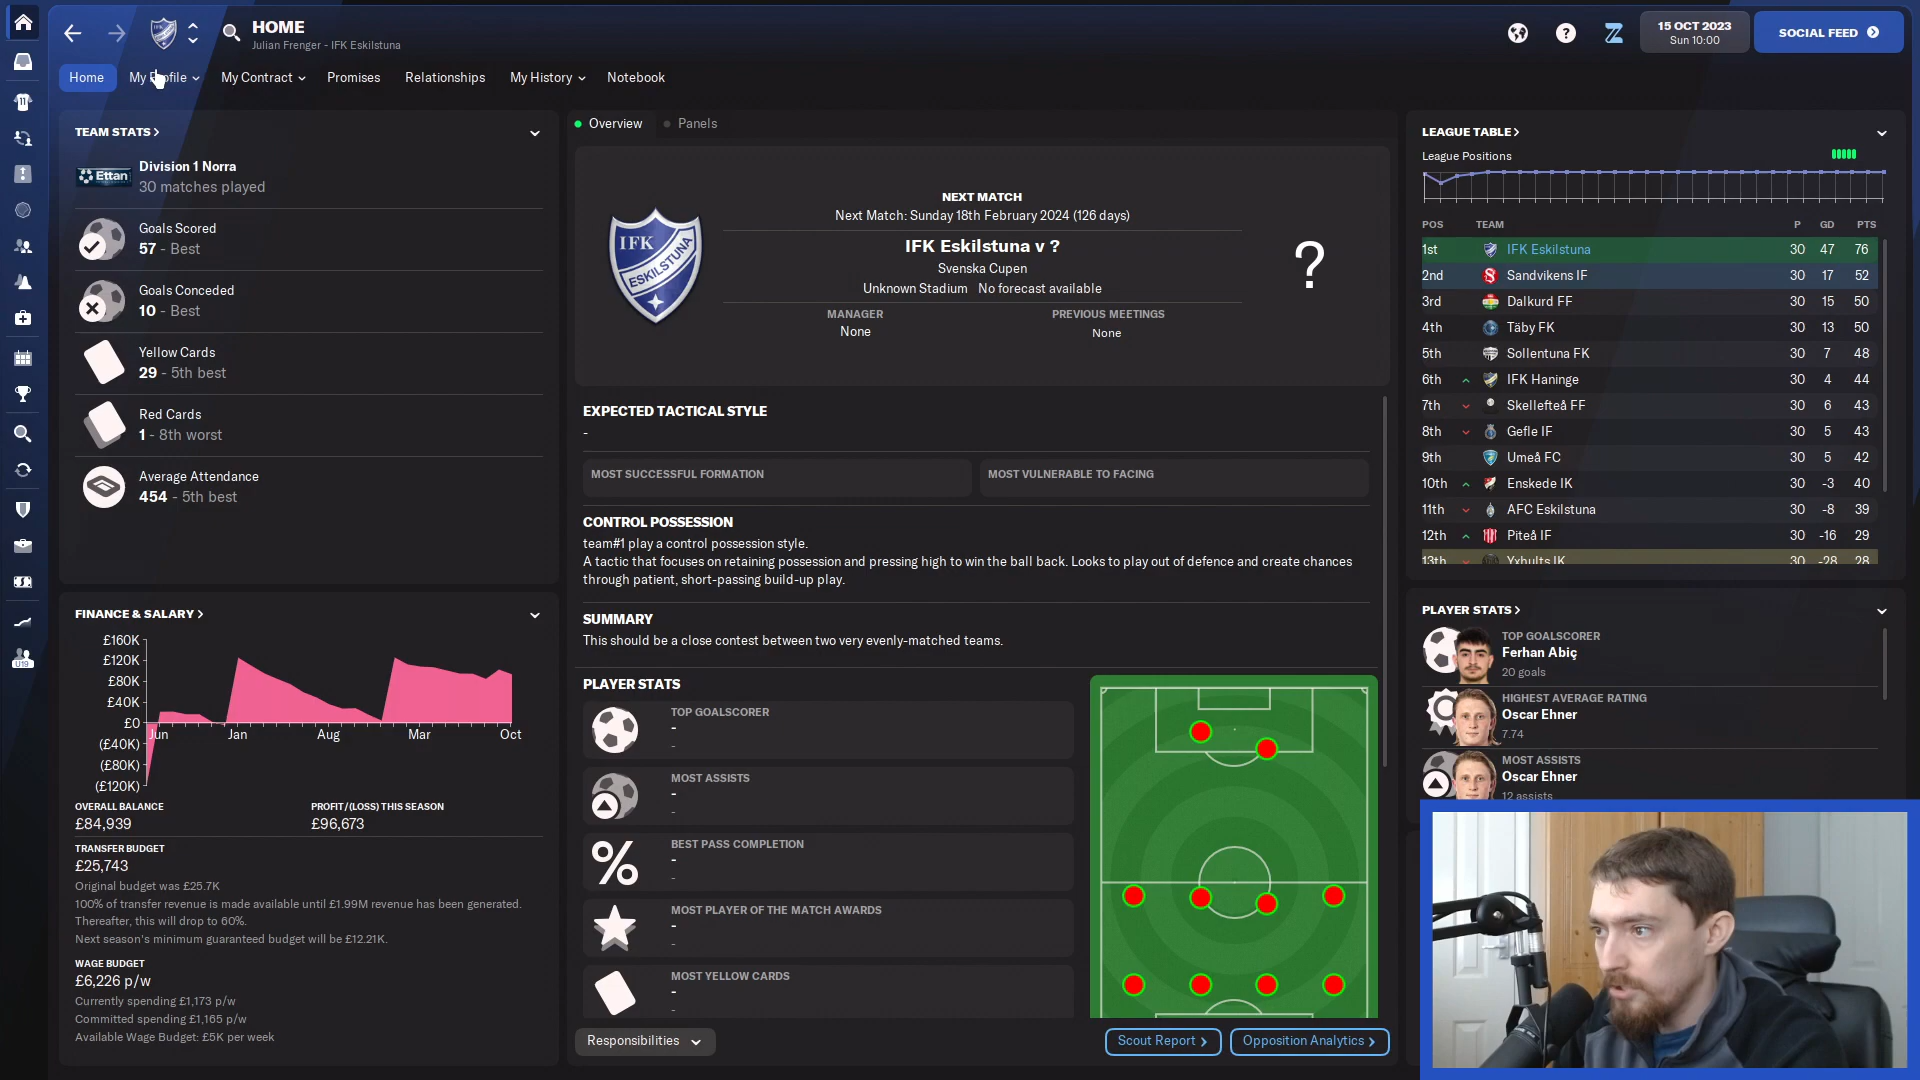 HOME
Julian Frenger - IFK Eskilstuna
15 OCT 2023
Sun 10:00
SOCIAL FEED
Home
My Profile
My Contract
Promises
Relationships
My History
Notebook
TEAM STATS
Ettan
Division 1 Norra
30 matches played
Goals Scored
57 - Best
Goals Conceded
10 - Best
Yellow Cards
29 - 5th best
Red Cards
1 - 8th worst
Average Attendance
454 - 5th best
FINANCE & SALARY
£160K
£120K
£80K
£40K
£0
(£40K)
(£80K)
(£120K)
Jun
Jan
Aug
Mar
Oct
OVERALL BALANCE
£84,939
PROFIT/(LOSS) THIS SEASON
£96,673
TRANSFER BUDGET
£25,743
Original budget was £25.7K
100% of transfer revenue is made available until £1.99M revenue has been generated.
Thereafter, this will drop to 60%.
Next season's minimum guaranteed budget will be £12.21K.
WAGE BUDGET
£6,226 p/w
Currently spending £1,173 p/w
Committed spending £1,165 p/w
Available Wage Budget: £5K per week
U19
Overview
Panels
IFK
ESKILSTUNA
NEXT MATCH
Next Match: Sunday 18th February 2024 (126 days)
IFK Eskilstuna v ?
Svenska Cupen
Unknown Stadium No forecast available
MANAGER
None
PREVIOUS MEETINGS
None
?
EXPECTED TACTICAL STYLE
-
MOST SUCCESSFUL FORMATION
MOST VULNERABLE TO FACING
CONTROL POSSESSION
team#1 play a control possession style.
A tactic that focuses on retaining possession and pressing high to win the ball back. Looks to play out of defence and create chances
through patient, short-passing build-up play.
SUMMARY
This should be a close contest between two very evenly-matched teams.
PLAYER STATS
TOP GOALSCORER
-
-
MOST ASSISTS
-
-
%
BEST PASS COMPLETION
-
-
MOST PLAYER OF THE MATCH AWARDS
-
-
MOST YELLOW CARDS
-
-
Responsibilities
Scout Report
Opposition Analytics
LEAGUE TABLE
League Positions
POS TEAM P GD PTS
1st IFK Eskilstuna 30 47 76
2nd Sandvikens IF 30 17 52
3rd Dalkurd FF 30 15 50
4th Täby FK 30 13 50
5th Sollentuna FK 30 7 48
6th IFK Haninge 30 4 44
7th Skellefteå FF 30 6 43
8th Gefle IF 30 5 43
9th Umeå FC 30 5 42
10th Enskede IK 30 -3 40
11th AFC Eskilstuna 30 -8 39
12th Piteå IF 30 -16 29
13th Yxhults IK 30 -28 28
PLAYER STATS
TOP GOALSCORER
Ferhan Abiç
20 goals
HIGHEST AVERAGE RATING
Oscar Ehner
7.74
MOST ASSISTS
Oscar Ehner
12 assists